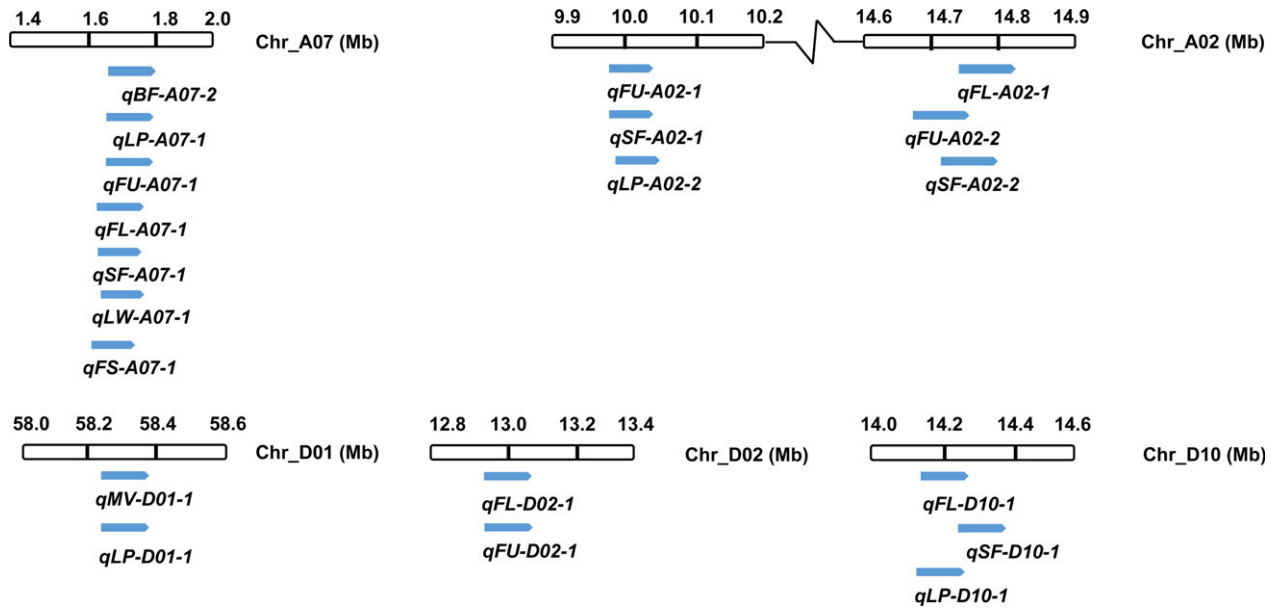 1.4 1.6 1.8 2.0
Chr_A07 (Mb)
qBF-A07-2
qLP-A07-1
qFU-A07-1
qFL-A07-1
qSF-A07-1
qLW-A07-1
qFS-A07-1
9.9 10.0 10.1 10.2 14.6 14.7 14.8 14.9
Chr_A02 (Mb)
qFU-A02-1
qSF-A02-1
qLP-A02-2
qFL-A02-1
qFU-A02-2
qSF-A02-2
58.0 58.2 58.4 58.6
Chr_D01 (Mb)
qMV-D01-1
qLP-D01-1
12.8 13.0 13.2 13.4
Chr_D02 (Mb)
qFL-D02-1
qFU-D02-1
14.0 14.2 14.4 14.6
Chr_D10 (Mb)
qFL-D10-1
qSF-D10-1
qLP-D10-1